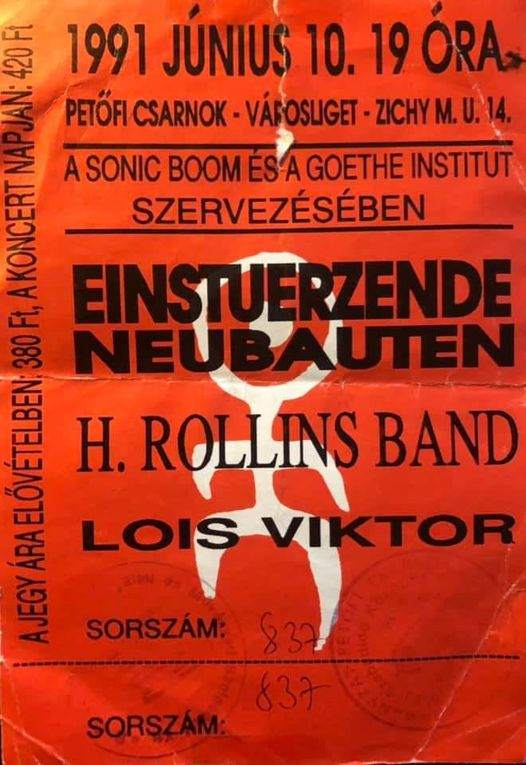 1991 JÚNIUS 10. 19 ÓRA.
PETŐFI CSARNOK - VÁROSLIGET - ZICHY M. U. 14.
A SONIC BOOM ÉS A GOETHE INSTITUT
SZERVEZÉSÉBEN
EINSTUERZENDE
NEUBAUTEN
H. ROLLINS BAND
LOIS VIKTOR
SORSZÁM: 837
837
SORSZÁM:
A JEGY ÁRA ELŐVÉTELBEN: 380 Ft, A KONCERT NAPJÁN: 420 Ft